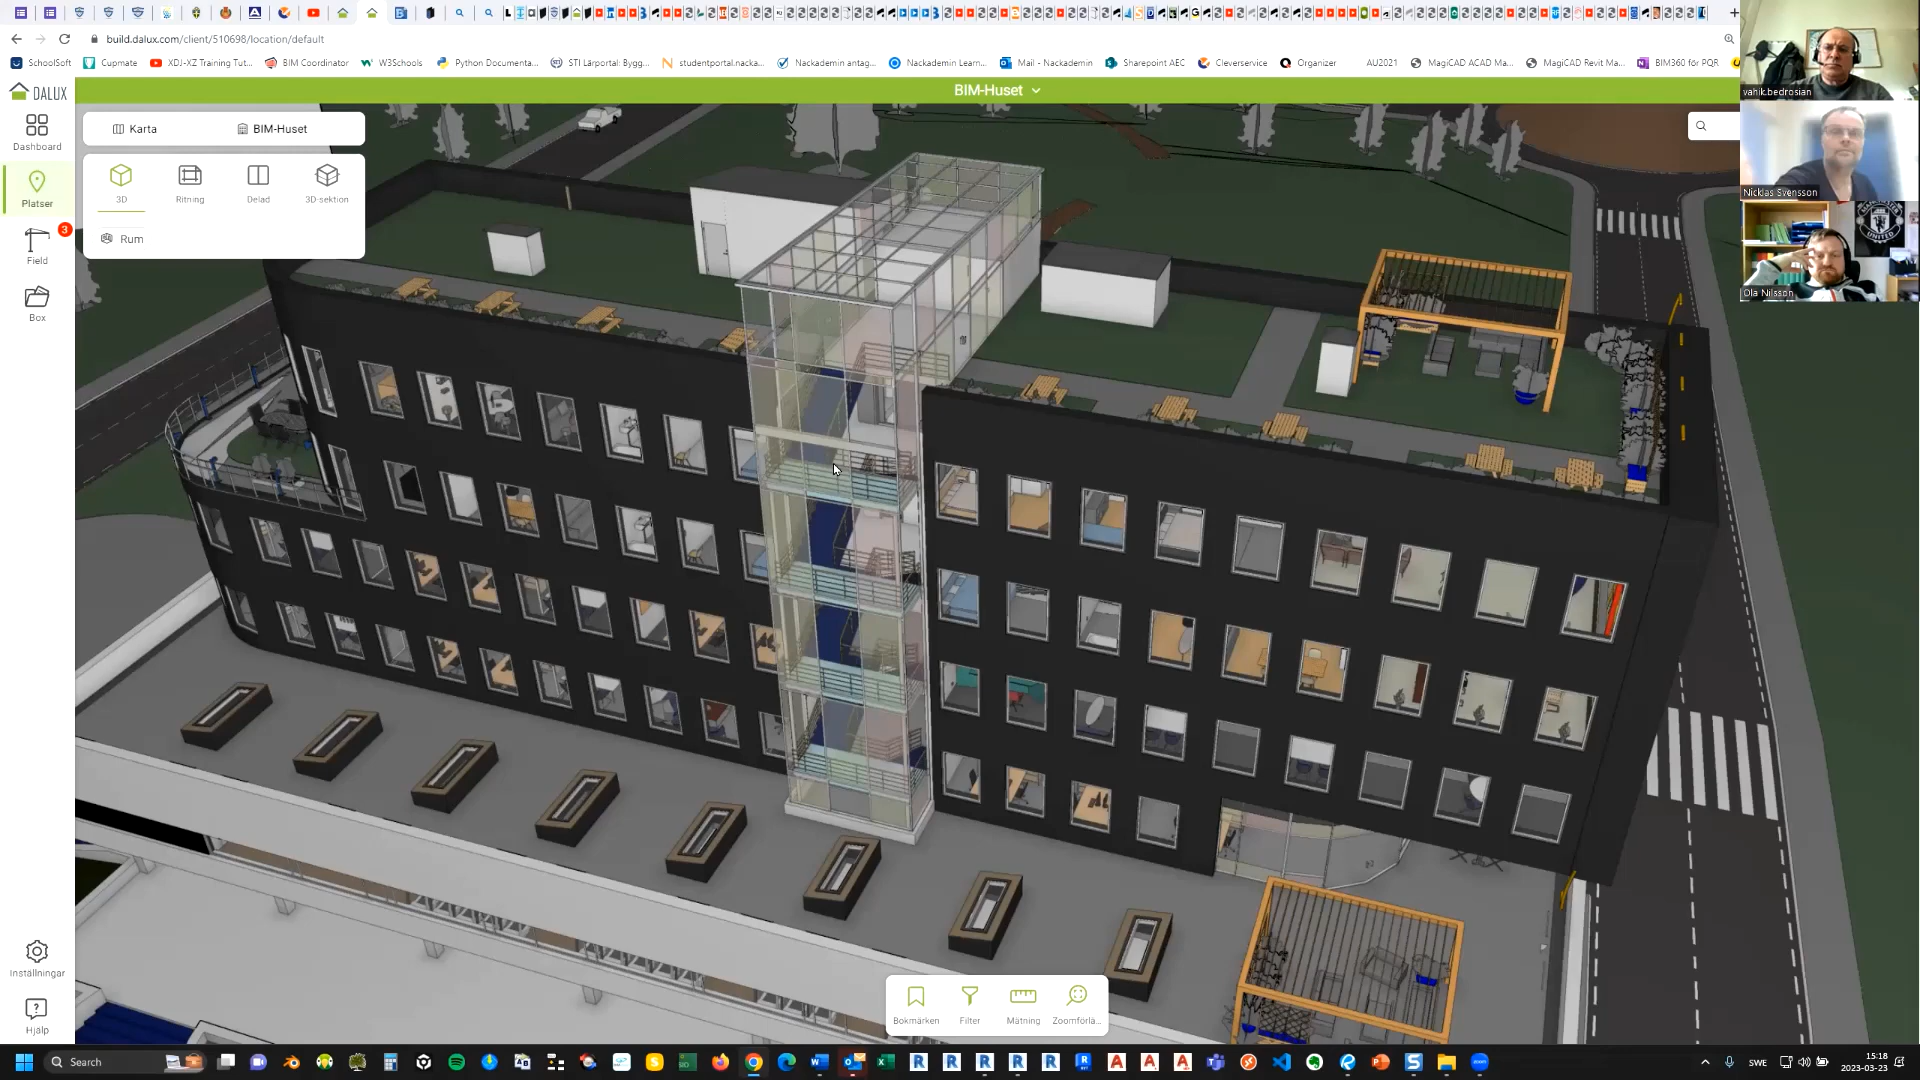 build.dalux.com/client/510698/location/default
SchoolSoft
Cupmate
XDJ-XZ Training Tut...
BIM Coordinator
W3Schools
Python Documenta...
STI Lärportal: Bygg...
studentportal.nacka...
Nackademin antag...
Nackademin Learn...
Mail - Nackademin
Sharepoint AEC
Cleverservice
Organizer
AU2021
MagiCAD ACAD Ma...
MagiCAD Revit Ma...
BIM360 för PQR
vahik.bedrosian
DALUX
BIM-Huset
Karta
BIM-Huset
Dashboard
3D
Ritning
Delad
3D-sektion
Platser
Nicklas Svensson
Rum
3
Field
MANCHESTER
UNITED
Ola Nilsson
Box
Inställningar
Bokmärken
Filter
Mätning
Zoomförlä...
Hjälp
Search
SWE
15:18
2023-03-23